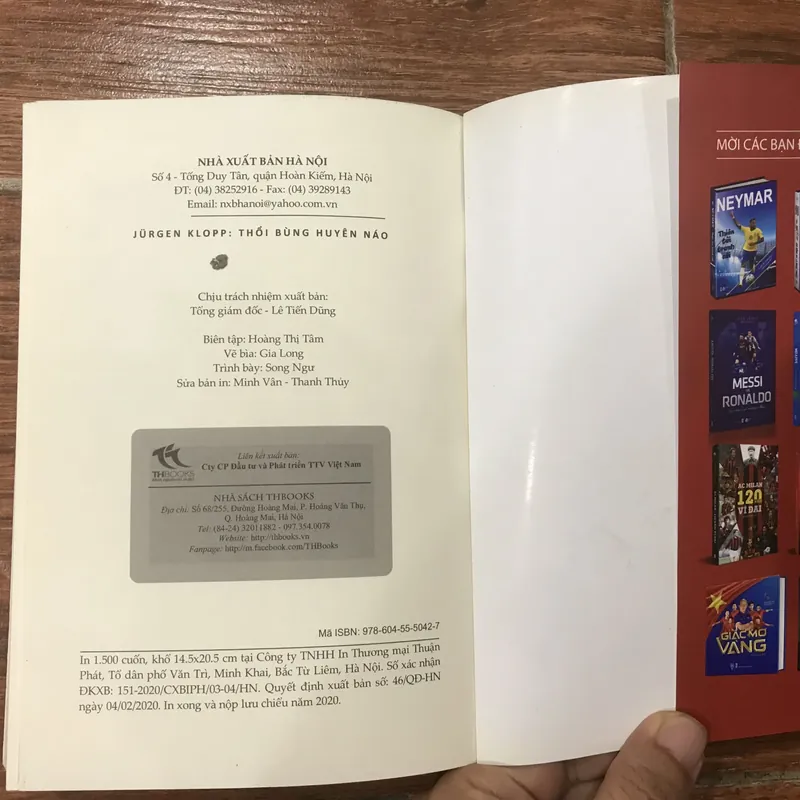 NHÀ XUẤT BẢN HÀ NỘI
Số 4 - Tống Duy Tân, quận Hoàn Kiếm, Hà Nội
ĐT: (04) 38252916 - Fax: (04) 39289143
Email: nxbhanoi@yahoo.com.vn
JÜRGEN KLOPP: THỔI BÙNG HUYÊN NÁO
Chịu trách nhiệm xuất bản:
Tổng giám đốc - Lê Tiến Dũng
Biên tập: Hoàng Thị Tâm
Vẽ bìa: Gia Long
Trình bày: Song Ngư
Sửa bản in: Minh Vân - Thanh Thúy
THBOOKS
Liên kết xuất bản:
Cty CP Đầu tư và Phát triển TTV Việt Nam
NHÀ SÁCH THBOOKS
Địa chỉ: Số 68/255, Đường Hoàng Mai, P. Hoàng Văn Thụ,
Q. Hoàng Mai, Hà Nội
Tel: (84-24) 32011882 - 097.354.0078
Website: http://thbooks.vn
Fanpage: http://m.facebook.com/THBooks
Mã ISBN: 978-604-55-5042-7
In 1.500 cuốn, khổ 14.5x20.5 cm tại Công ty TNHH In Thương mại Thuận
Phát, Tổ dân phố Văn Trì, Minh Khai, Bắc Từ Liêm, Hà Nội. Số xác nhận
ĐKXB: 151-2020/CXBIPH/03-04/HN. Quyết định xuất bản số: 46/QĐ-HN
ngày 04/02/2020. In xong và nộp lưu chiểu năm 2020.
MỜI CÁC BẠN Đ
NEYMAR
MESSI
RONALDO
AC MILAN
120
VĨ ĐẠI
GIẤC MƠ
VÀNG